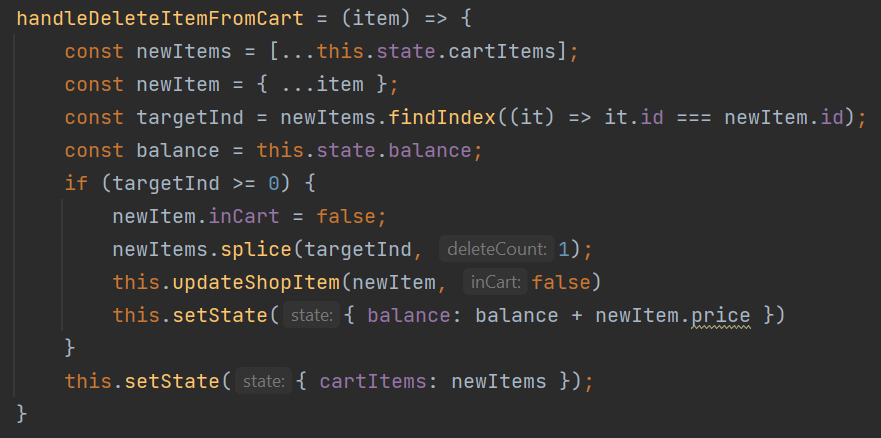 handleDeleteItemFromCart = (item) => {
    const newItems = [...this.state.cartItems];
    const newItem = { ...item };
    const targetInd = newItems.findIndex((it) => it.id === newItem.id);
    const balance = this.state.balance;
    if (targetInd >= 0) {
        newItem.inCart = false;
        newItems.splice(targetInd, deleteCount: 1);
        this.updateShopItem(newItem, inCart: false)
        this.setState( state: { balance: balance + newItem.price })
    }
    this.setState( state: { cartItems: newItems });
}